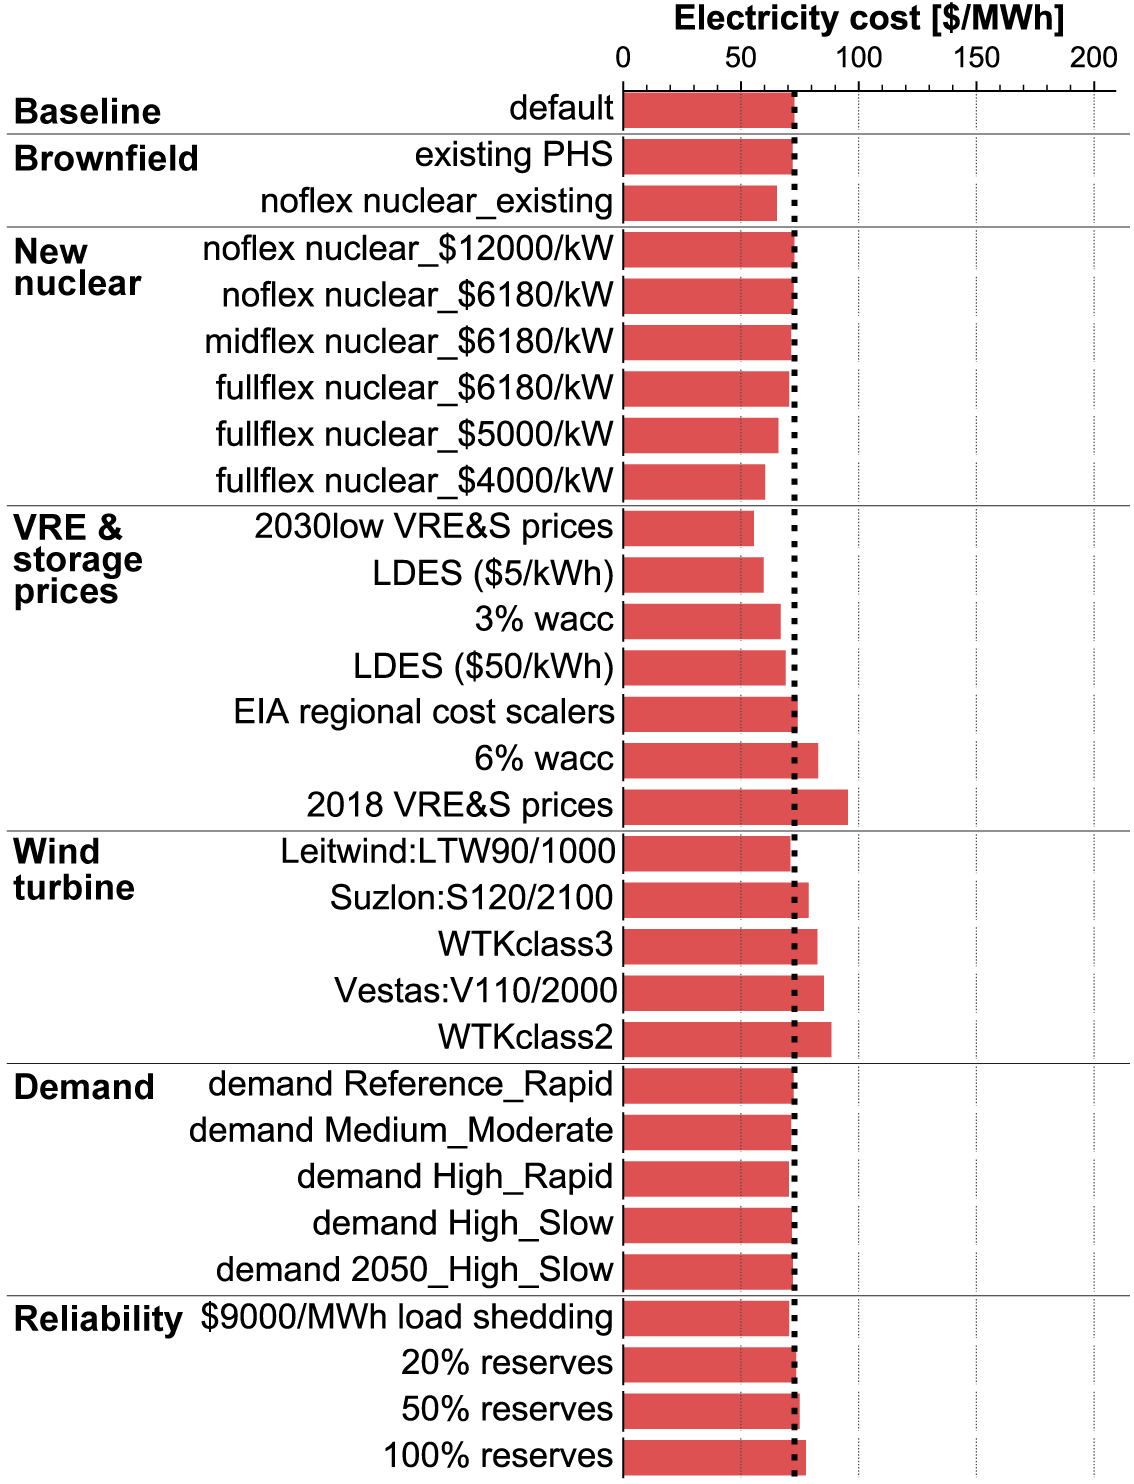 Electricity cost [$/MWh]
0 50 100 150 200
Baseline default
Brownfield existing PHS
noflex nuclear_existing
New noflex nuclear_$12000/kW
nuclear noflex nuclear_$6180/kW
midflex nuclear_$6180/kW
fullflex nuclear_$6180/kW
fullflex nuclear_$5000/kW
fullflex nuclear_$4000/kW
VRE & 2030low VRE&S prices
storage LDES ($5/kWh)
prices 3% wacc
LDES ($50/kWh)
EIA regional cost scalers
6% wacc
2018 VRE&S prices
Wind Leitwind:LTW90/1000
turbine Suzlon:S120/2100
WTKclass3
Vestas:V110/2000
WTKclass2
Demand demand Reference_Rapid
demand Medium_Moderate
demand High_Rapid
demand High_Slow
demand 2050_High_Slow
Reliability $9000/MWh load shedding
20% reserves
50% reserves
100% reserves